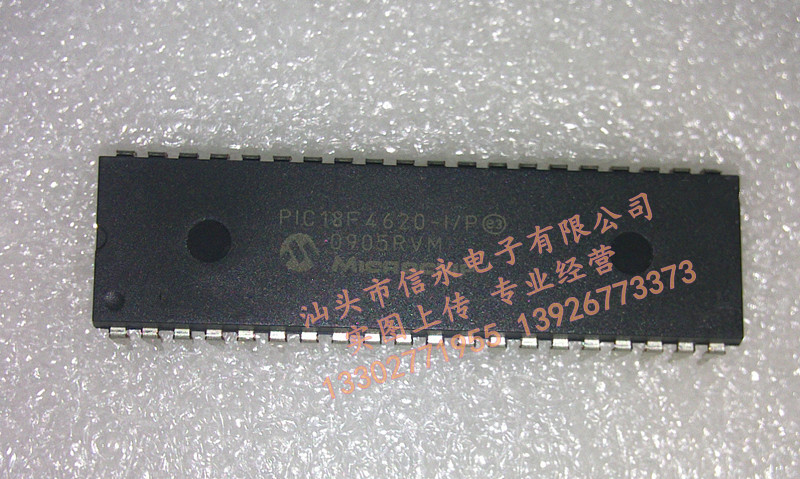 PIC18F4620-I/P e3
0905RVM
汕头市信永电子有限公司
实图上传 专业经营
13302771955 13926773373